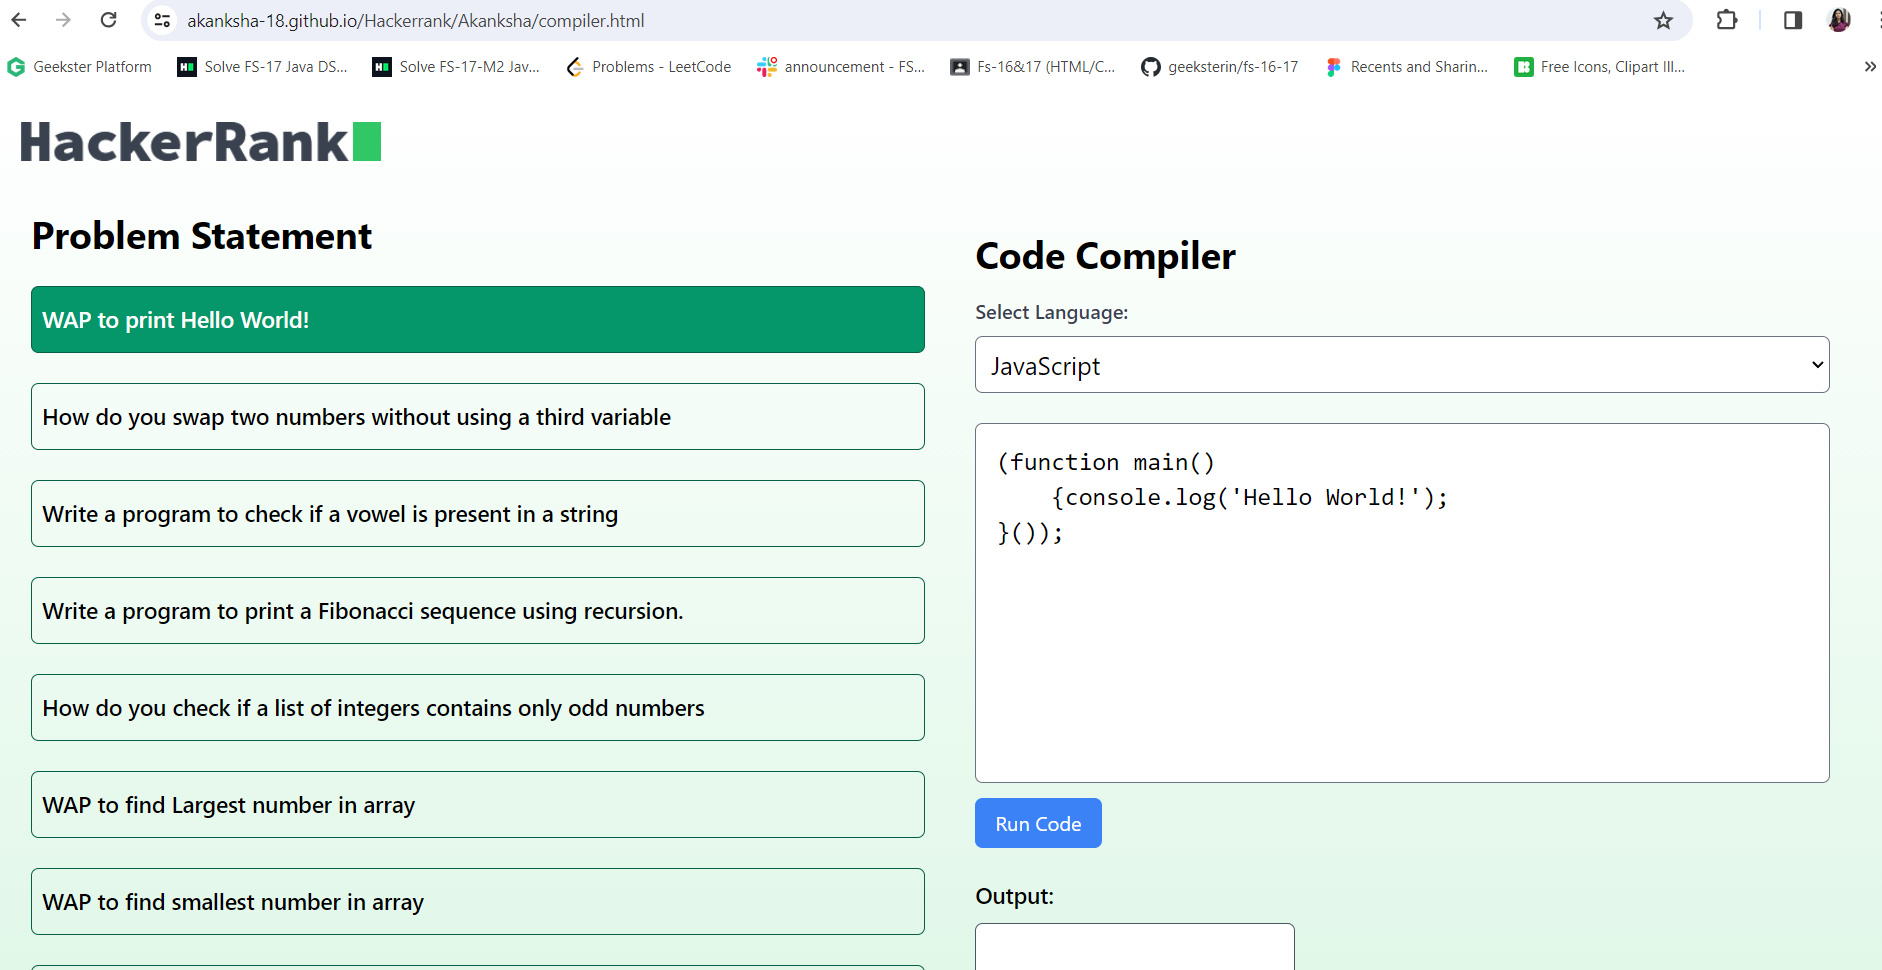 akanksha-18.github.io/Hackerrank/Akanksha/compiler.html
Geekster Platform
Solve FS-17 Java DS...
Solve FS-17-M2 Jav...
Problems - LeetCode
announcement - FS...
Fs-16&17 (HTML/C...
geeksterin/fs-16-17
Recents and Sharin...
Free Icons, Clipart Ill...
HackerRank
Problem Statement
WAP to print Hello World!
How do you swap two numbers without using a third variable
Write a program to check if a vowel is present in a string
Write a program to print a Fibonacci sequence using recursion.
How do you check if a list of integers contains only odd numbers
WAP to find Largest number in array
WAP to find smallest number in array
Code Compiler
Select Language:
JavaScript
(function main()
    {console.log('Hello World!');
}());
Run Code
Output: